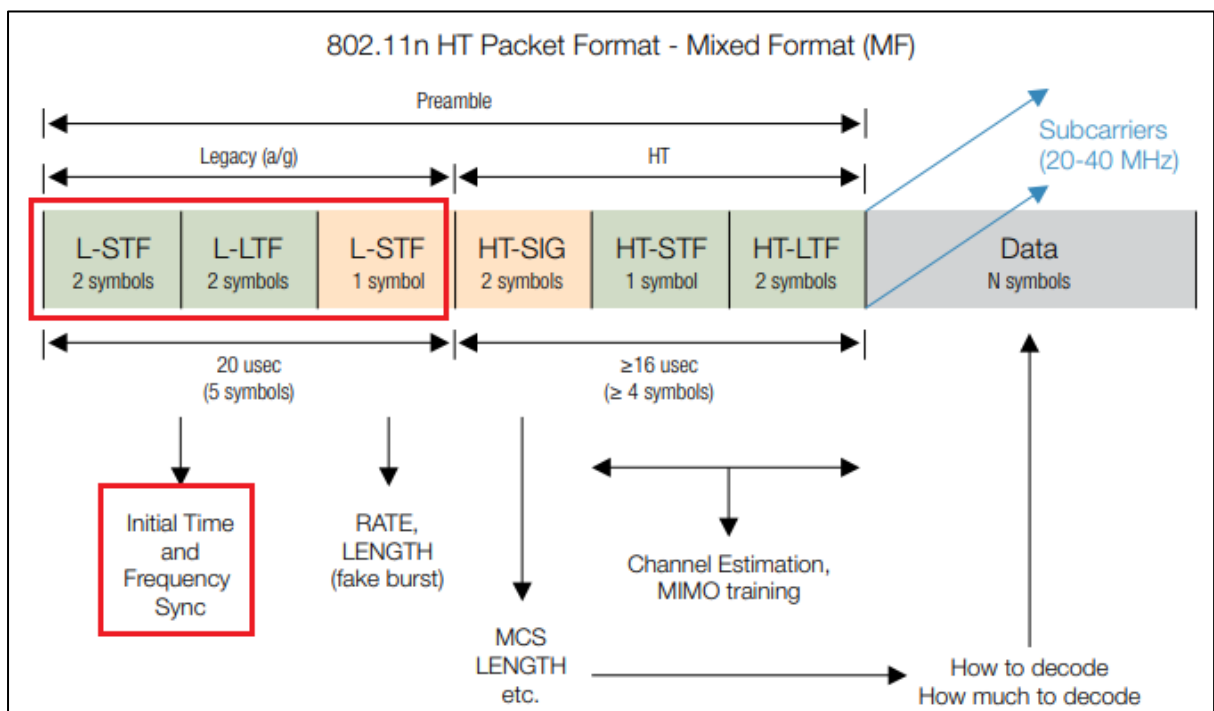 802.11n HT Packet Format - Mixed Format (MF)
Preamble
Subcarriers
(20-40 MHz)
Legacy (a/g)
HT
L-STF
2 symbols
L-LTF
2 symbols
L-STF
1 symbol
HT-SIG
2 symbols
HT-STF
1 symbol
HT-LTF
2 symbols
Data
N symbols
20 usec
(5 symbols)
≥16 usec
(≥ 4 symbols)
Initial Time
and
Frequency
Sync
RATE,
LENGTH
(fake burst)
Channel Estimation,
MIMO training
MCS
LENGTH
etc.
How to decode
How much to decode